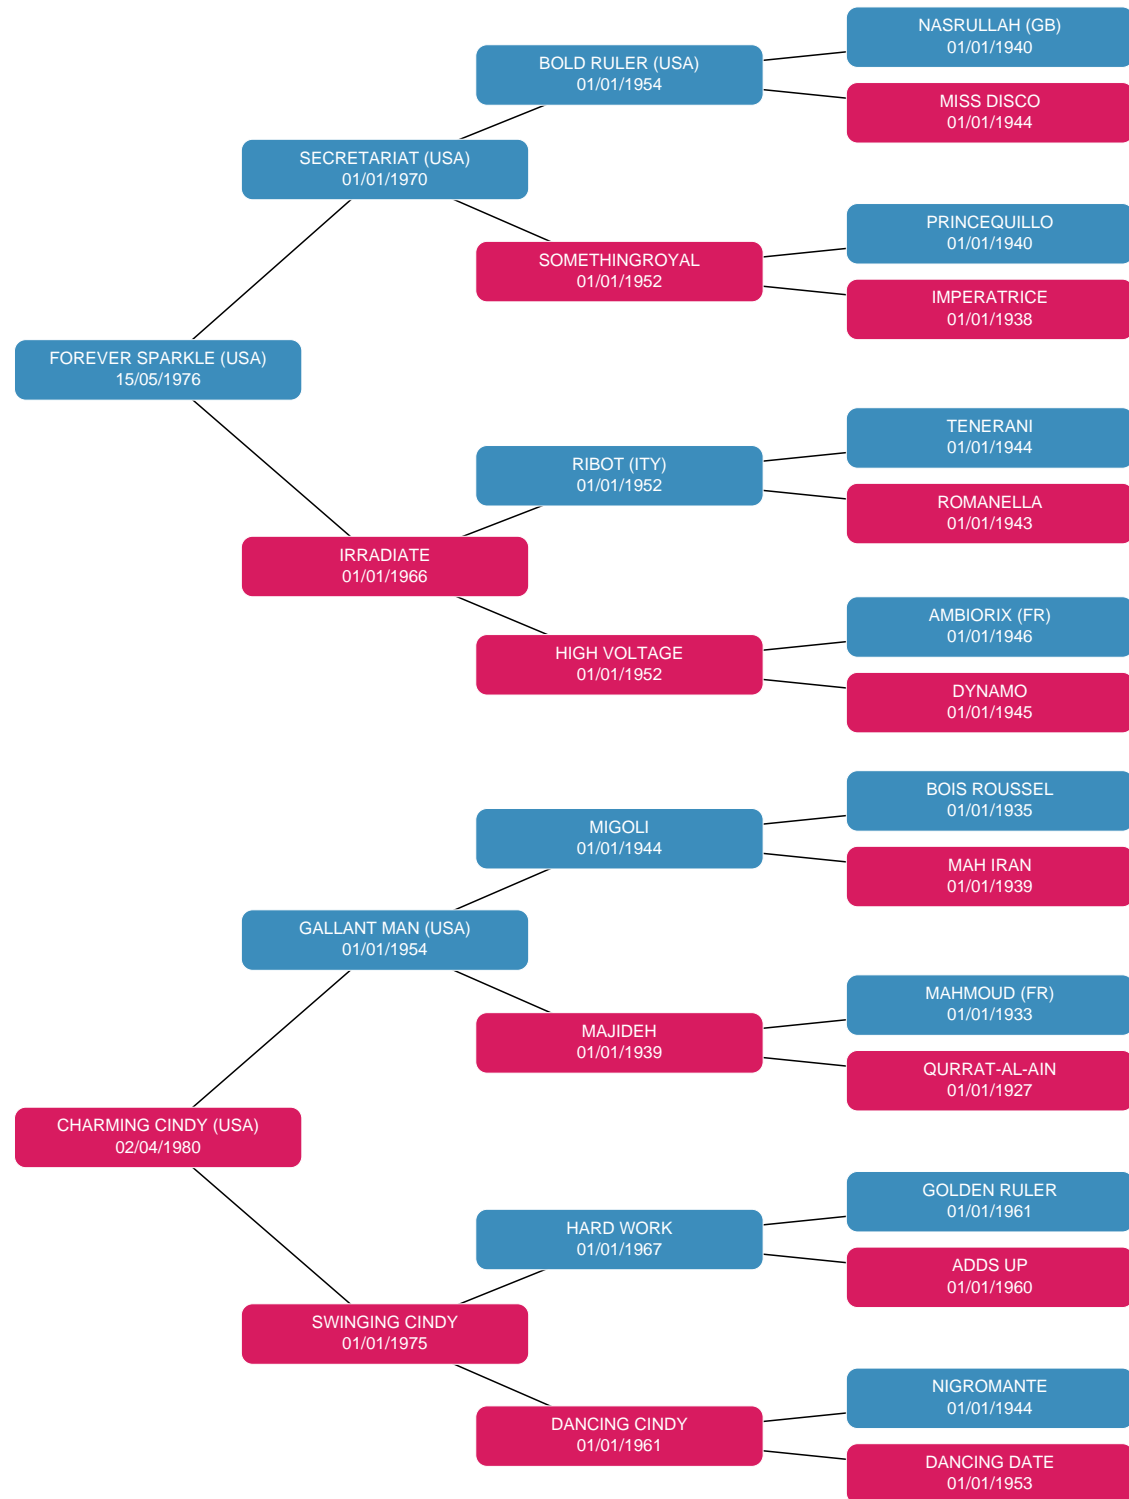 NASRULLAH (GB)
01/01/1940
BOLD RULER (USA)
01/01/1954
MISS DISCO
01/01/1944
SECRETARIAT (USA)
01/01/1970
PRINCEQUILLO
01/01/1940
SOMETHINGROYAL
01/01/1952
IMPERATRICE
01/01/1938
FOREVER SPARKLE (USA)
15/05/1976
TENERANI
01/01/1944
RIBOT (ITY)
01/01/1952
ROMANELLA
01/01/1943
IRRADIATE
01/01/1966
AMBIORIX (FR)
01/01/1946
HIGH VOLTAGE
01/01/1952
DYNAMO
01/01/1945
BOIS ROUSSEL
01/01/1935
MIGOLI
01/01/1944
MAH IRAN
01/01/1939
GALLANT MAN (USA)
01/01/1954
MAHMOUD (FR)
01/01/1933
MAJIDEH
01/01/1939
QURRAT-AL-AIN
01/01/1927
CHARMING CINDY (USA)
02/04/1980
GOLDEN RULER
01/01/1961
HARD WORK
01/01/1967
ADDS UP
01/01/1960
SWINGING CINDY
01/01/1975
NIGROMANTE
01/01/1944
DANCING CINDY
01/01/1961
DANCING DATE
01/01/1953